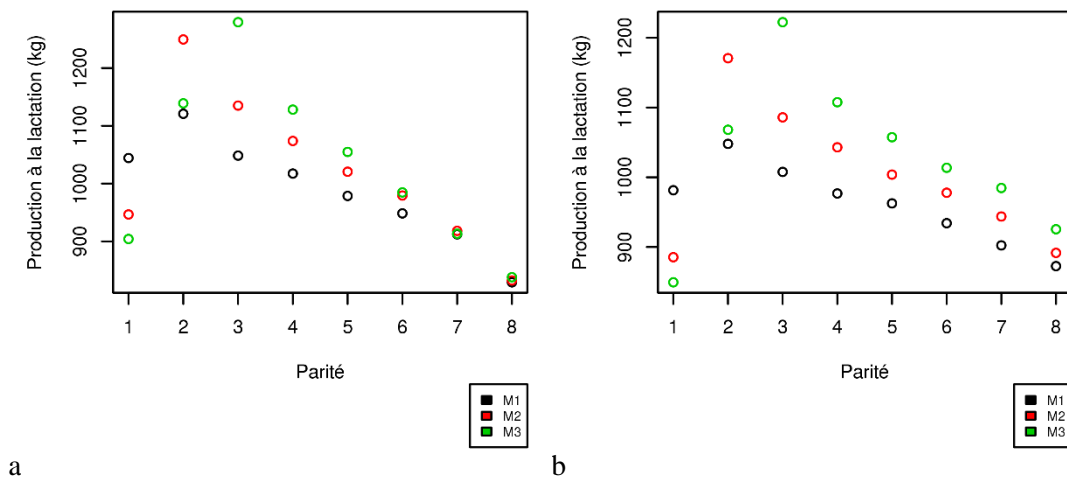 Production à la lactation (kg)
1200
1100
1000
900
1 2 3 4 5 6 7 8
Parité
M1
M2
M3
a
Production à la lactation (kg)
1200
1100
1000
900
1 2 3 4 5 6 7 8
Parité
M1
M2
M3
b